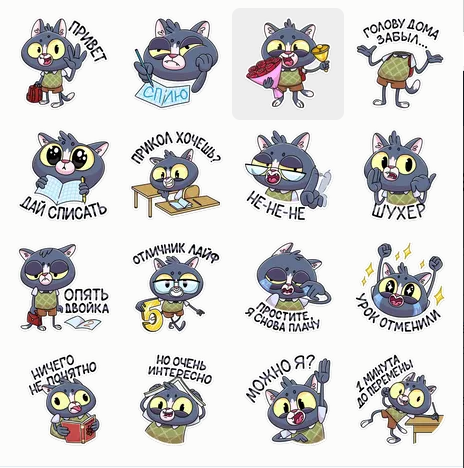 ПРИВЕТ
СПЛЮ
ГОЛОВУ ДОМА
ЗАБЫЛ...
ДАЙ СПИСАТЬ
ПРИКОЛ ХОЧЕШЬ?
НЕ-НЕ-НЕ
ШУХЕР
ОПЯТЬ
ДВОЙКА
ОТЛИЧНИК ЛАЙФ
5
ПРОСТИТЕ,
Я СНОВА ПЛАЧУ
УРОК ОТМЕНИЛИ
НИЧЕГО
НЕ ПОНЯТНО
НО ОЧЕНЬ
ИНТЕРЕСНО
МОЖНО Я?
1 МИНУТА
ДО ПЕРЕМЕНЫ